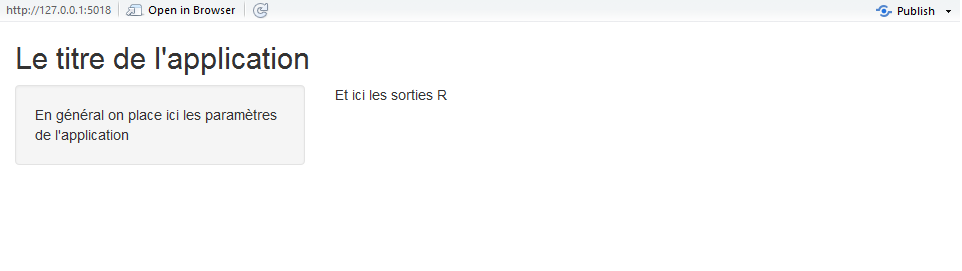 http://127.0.0.1:5018 Open in Browser Publish
Le titre de l'application
En général on place ici les paramètres
de l'application
Et ici les sorties R